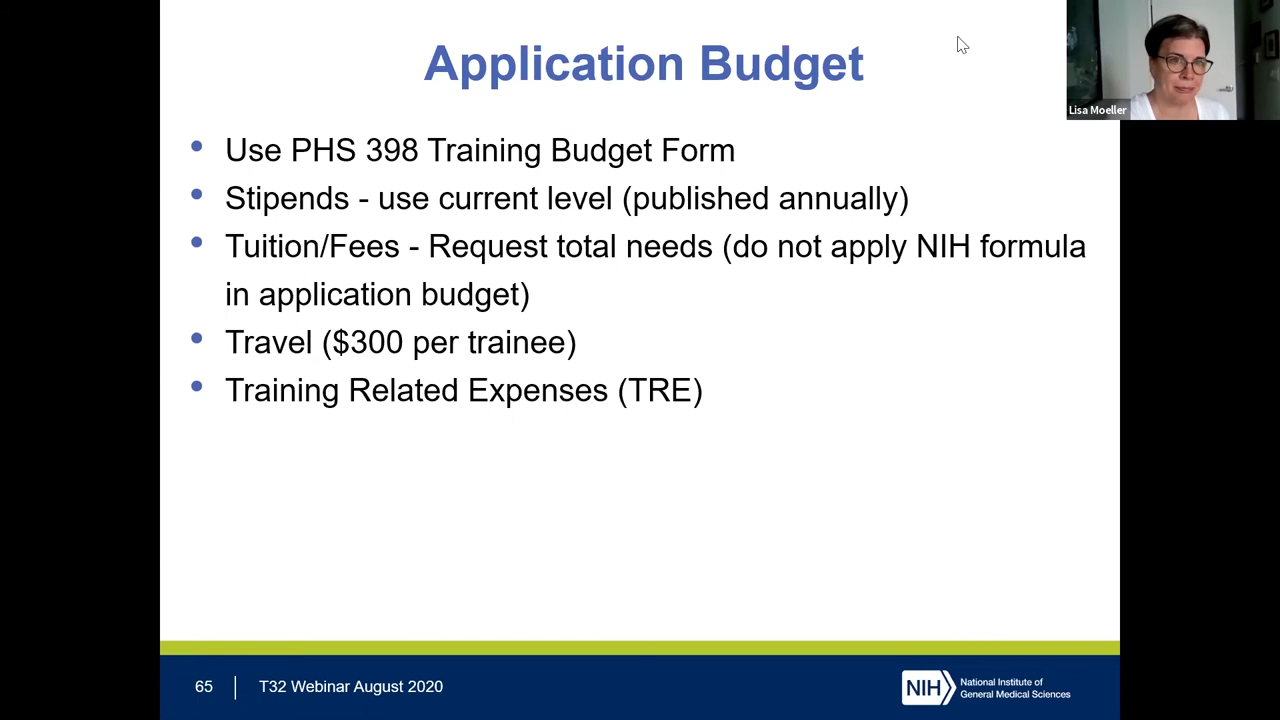 Application Budget
Lisa Moeller
• Use PHS 398 Training Budget Form
• Stipends - use current level (published annually)
• Tuition/Fees - Request total needs (do not apply NIH formula
in application budget)
• Travel ($300 per trainee)
• Training Related Expenses (TRE)
65
T32 Webinar August 2020
NIH
National Institute of
General Medical Sciences